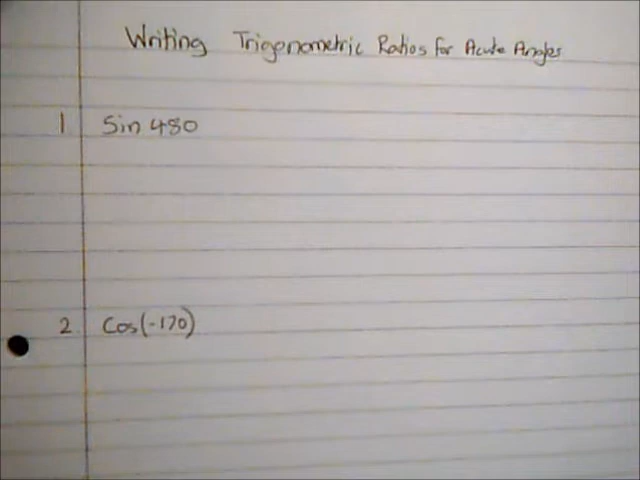 Writing Trigonometric Ratios for Acute Angles
1 Sin 480
2 Cos(-170)